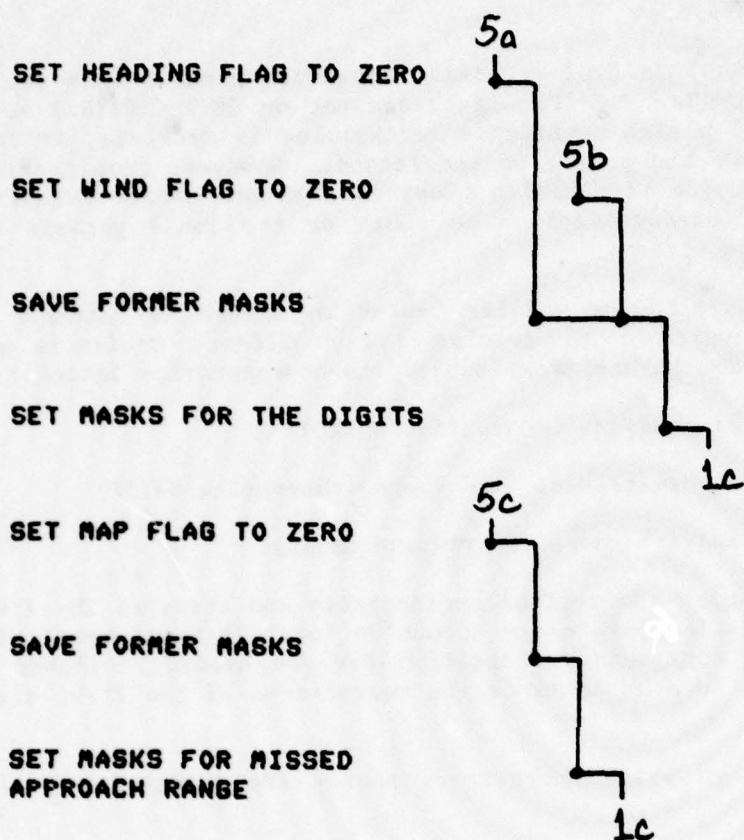 5a
SET HEADING FLAG TO ZERO
5b
SET WIND FLAG TO ZERO
SAVE FORMER MASKS
SET MASKS FOR THE DIGITS
1c
5c
SET MAP FLAG TO ZERO
SAVE FORMER MASKS
SET MASKS FOR MISSED
APPROACH RANGE
1c